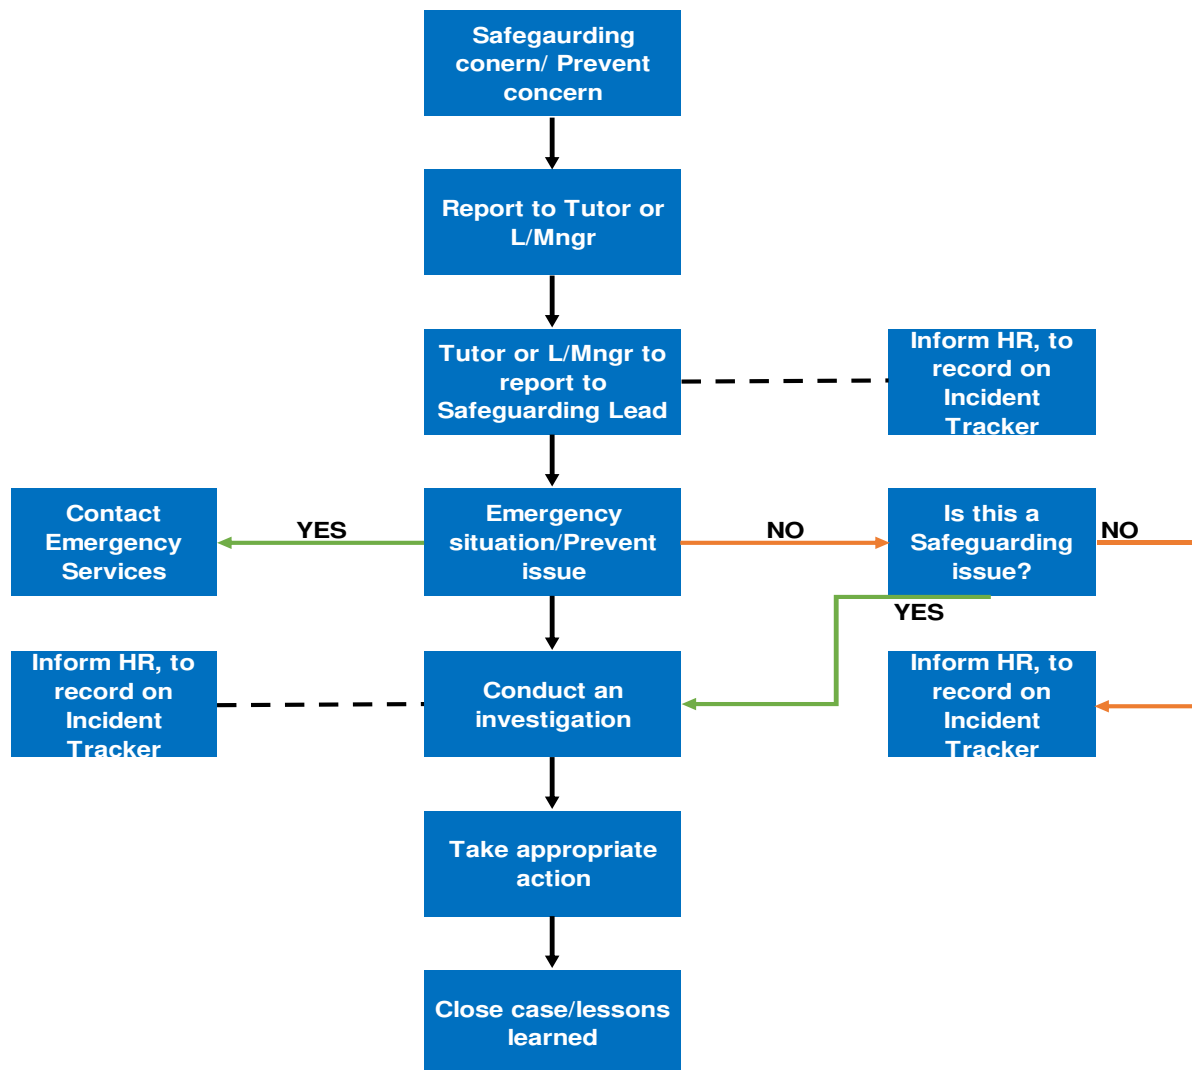 Safegaurding
conern/ Prevent
concern
Report to Tutor or
L/Mngr
Tutor or L/Mngr to
report to
Safeguarding Lead
Inform HR, to
record on
Incident
Tracker
Contact
Emergency
Services
YES
Emergency
situation/Prevent
issue
NO
Is this a
Safeguarding
issue?
NO
YES
Inform HR, to
record on
Incident
Tracker
Conduct an
investigation
Inform HR, to
record on
Incident
Tracker
Take appropriate
action
Close case/lessons
learned